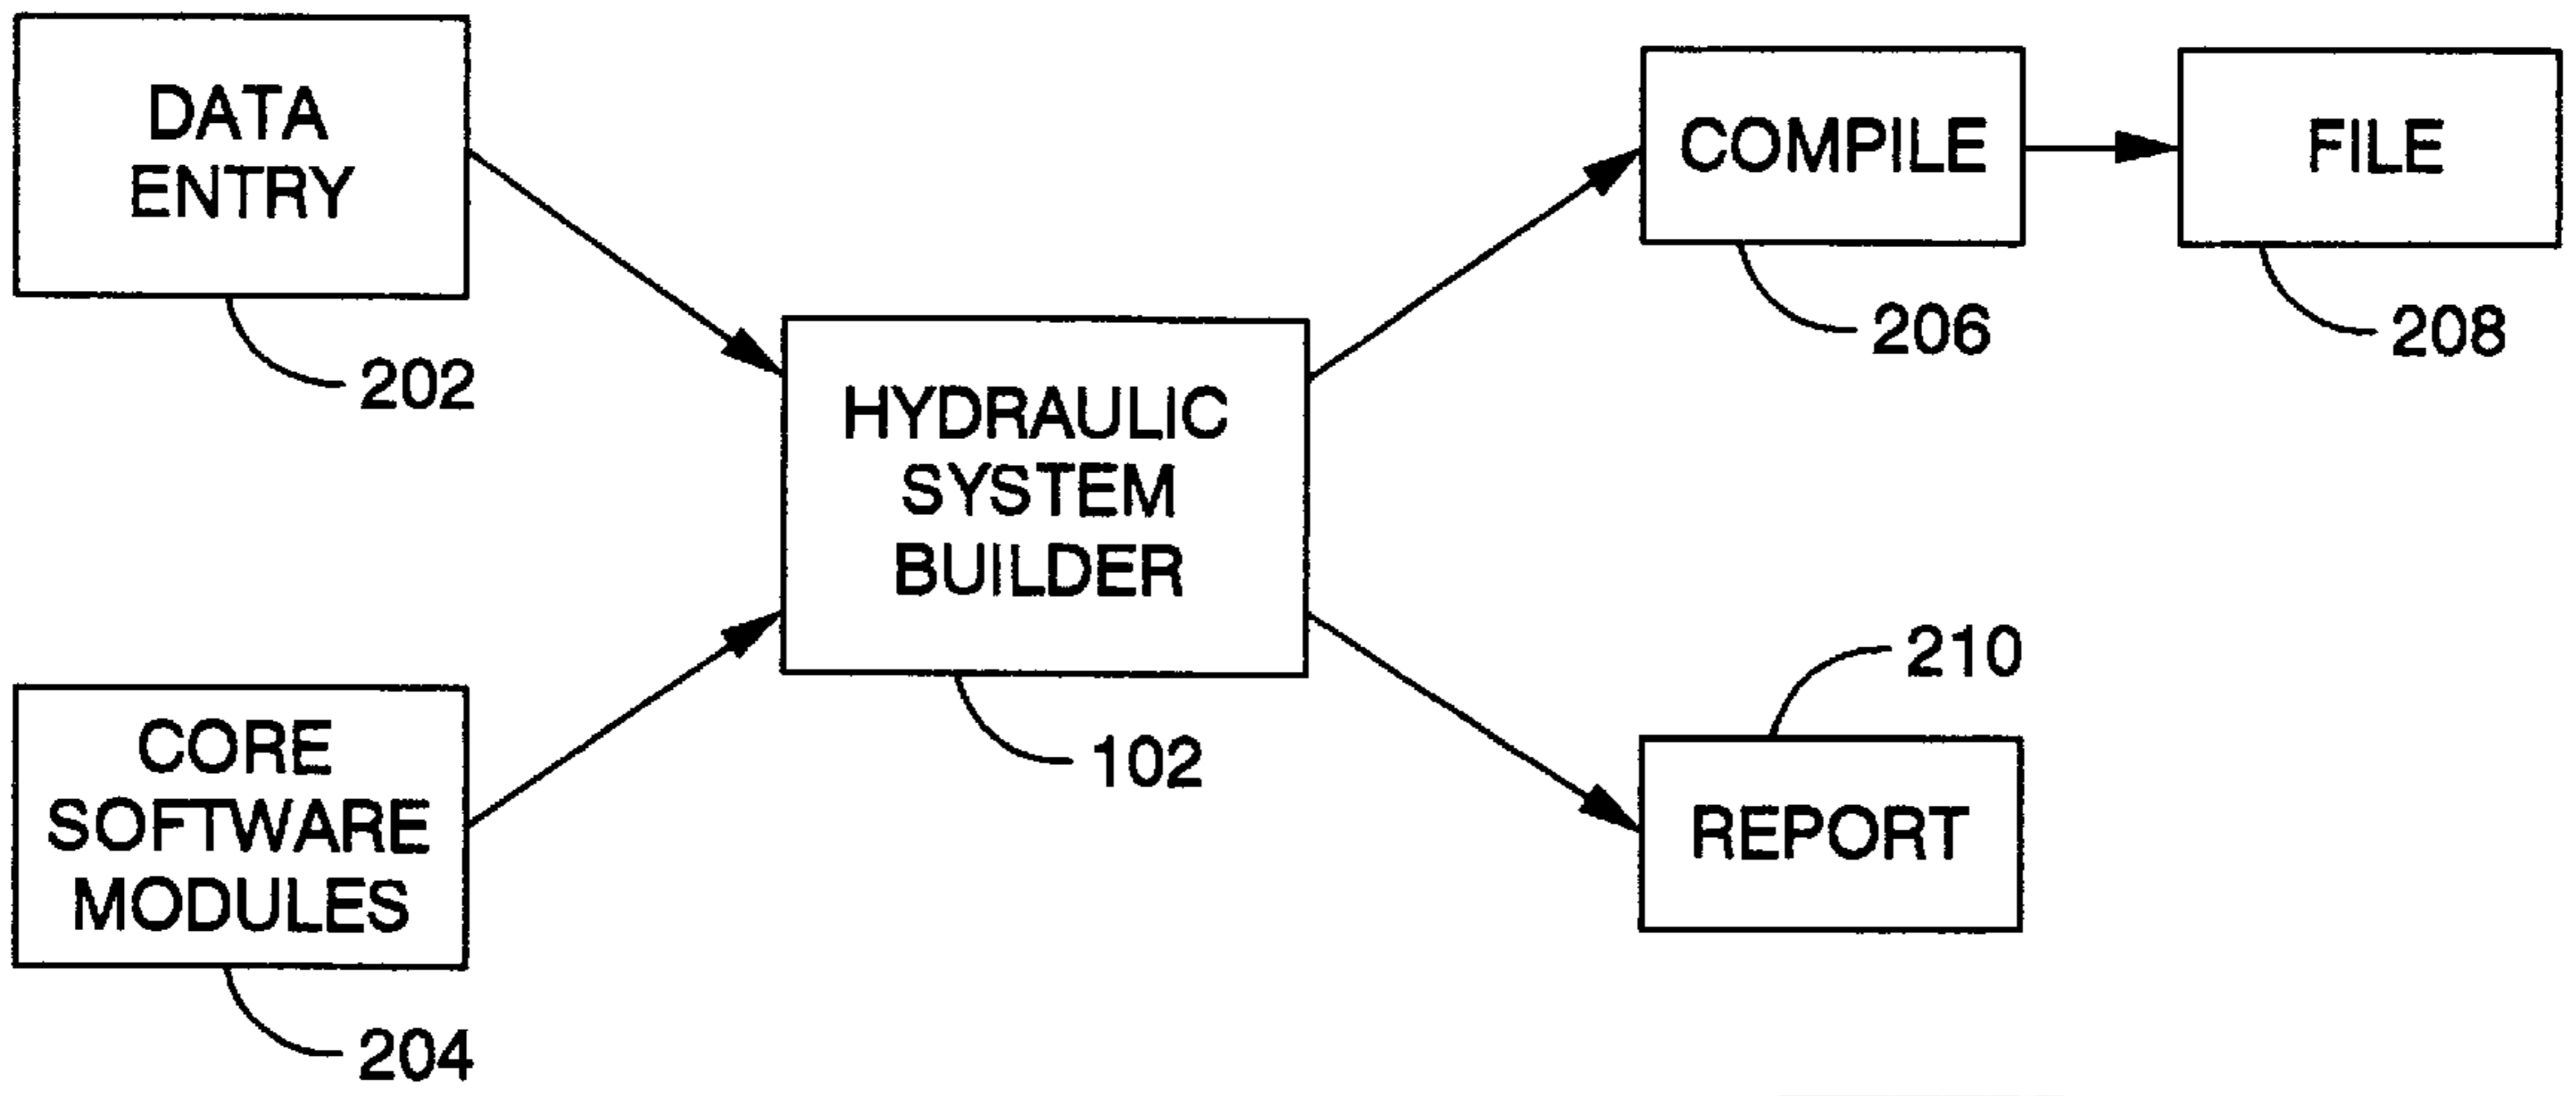 DATA
ENTRY
202
CORE
SOFTWARE
MODULES
204
HYDRAULIC
SYSTEM
BUILDER
102
COMPILE
206
FILE
208
210
REPORT